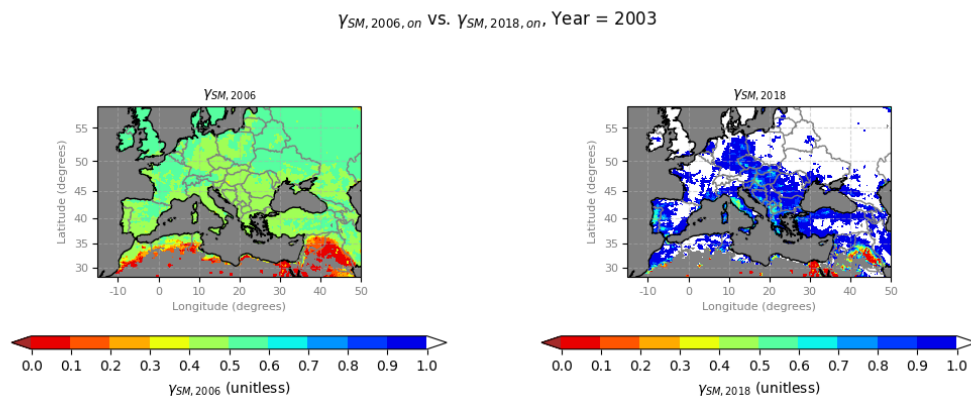 γSM, 2006, on vs. γSM, 2018, on, Year = 2003
γSM, 2006
γSM, 2018
55
50
45
40
35
30
Latitude (degrees)
-10 0 10 20 30 40 50
Longitude (degrees)
55
50
45
40
35
30
Latitude (degrees)
-10 0 10 20 30 40 50
Longitude (degrees)
0.0 0.1 0.2 0.3 0.4 0.5 0.6 0.7 0.8 0.9 1.0
γSM, 2006 (unitless)
0.0 0.1 0.2 0.3 0.4 0.5 0.6 0.7 0.8 0.9 1.0
γSM, 2018 (unitless)